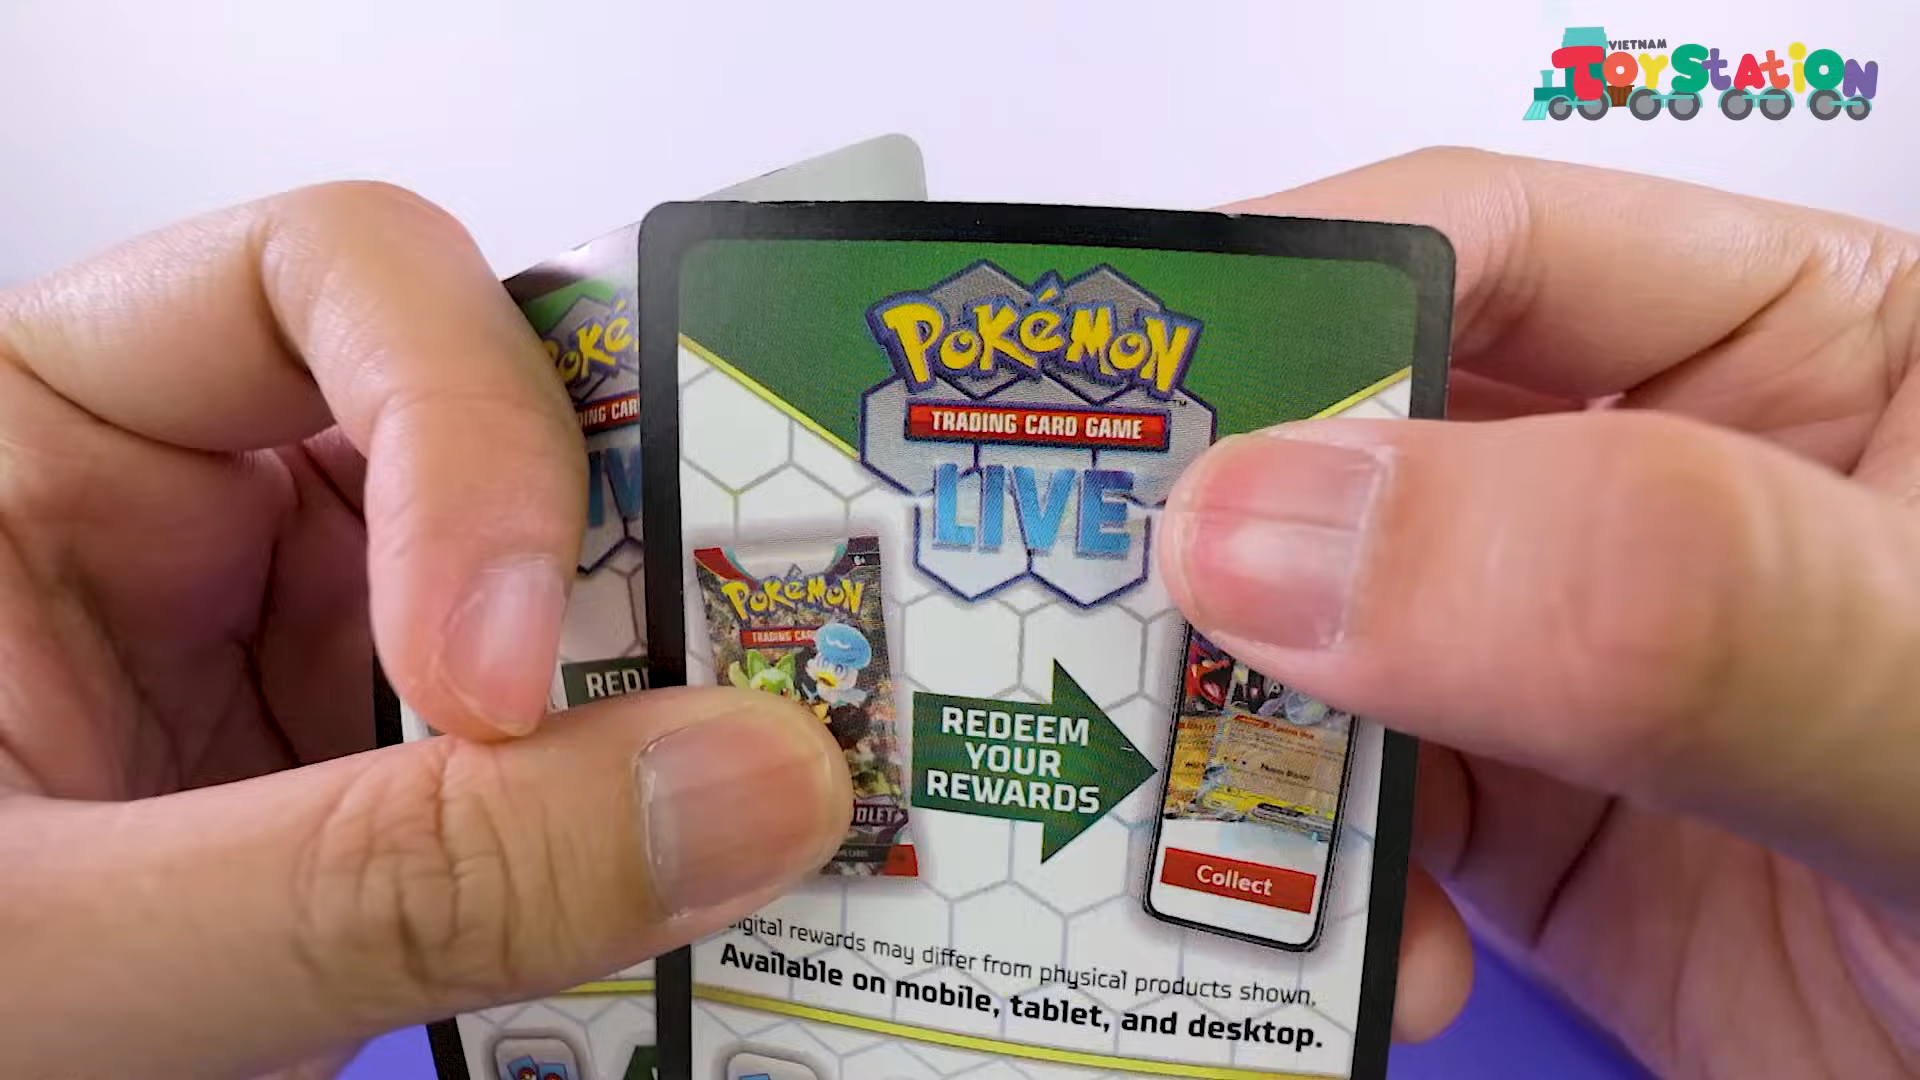 VIETNAM
TOYStAtiON
POKéMON
TRADING CARD GAME
LIVE
POKéMON
REDEEM
YOUR
REWARDS
Collect
Digital rewards may differ from physical products shown.
Available on mobile, tablet, and desktop.